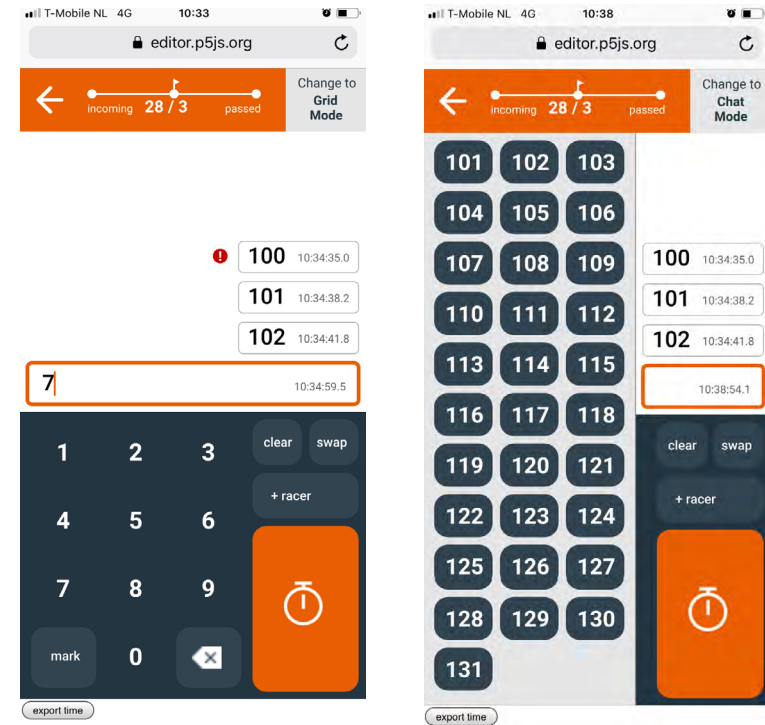 T-Mobile NL 4G 10:33
editor.p5js.org
incoming 28 / 3 passed
Change to
Grid
Mode
100 10:34:35.0
101 10:34:38.2
102 10:34:41.8
7 10:34:59.5
1 2 3 clear swap
+ racer
4 5 6
7 8 9
mark 0
export time
T-Mobile NL 4G 10:38
editor.p5js.org
incoming 28 / 3 passed
Change to
Chat
Mode
101 102 103
104 105 106
107 108 109
110 111 112
113 114 115
116 117 118
119 120 121
122 123 124
125 126 127
128 129 130
131
100 10:34:35.0
101 10:34:38.2
102 10:34:41.8
10:38:54.1
clear swap
+ racer
export time